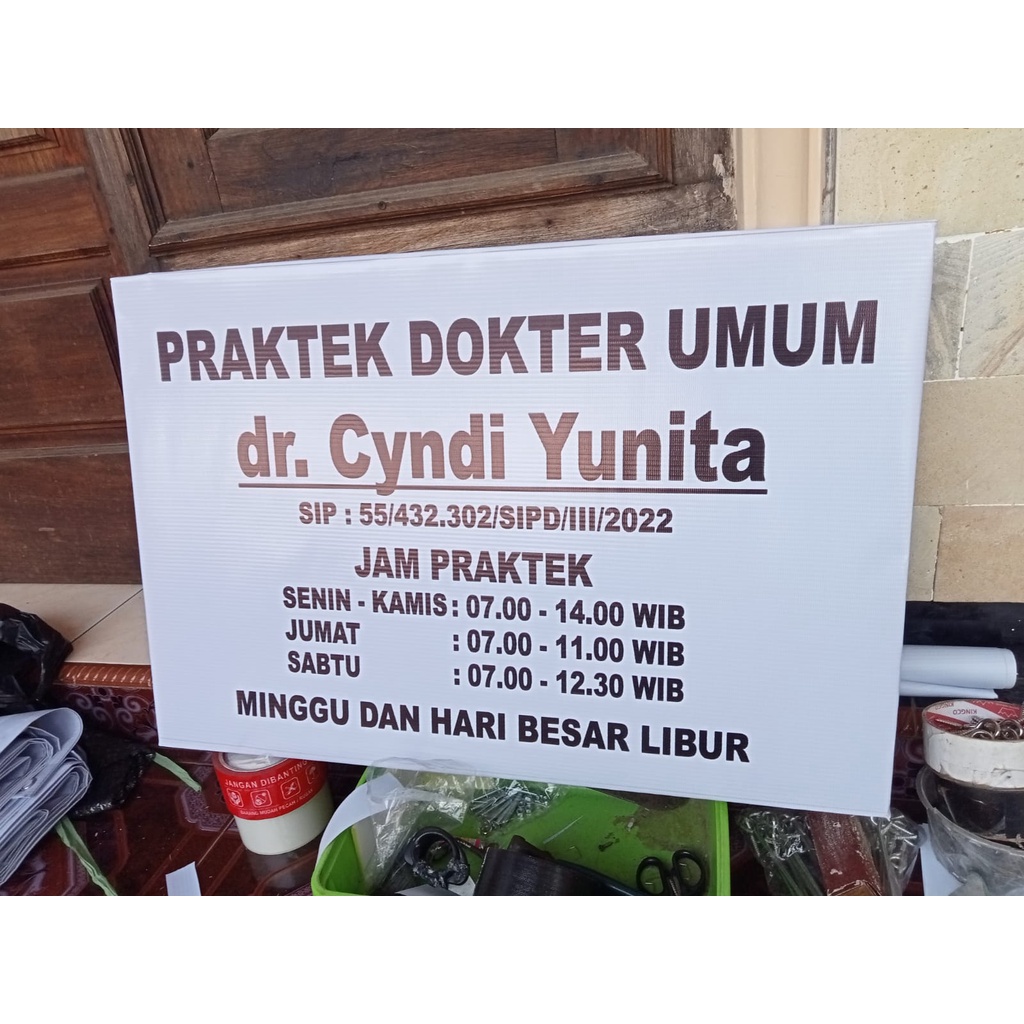 PRAKTEK DOKTER UMUM
dr. Cyndi Yunita
SIP : 55/432.302/SIPD/III/2022
JAM PRAKTEK
SENIN - KAMIS : 07.00 - 14.00 WIB
JUMAT : 07.00 - 11.00 WIB
SABTU : 07.00 - 12.30 WIB
MINGGU DAN HARI BESAR LIBUR
JANGAN DIBANTING
KINGCO